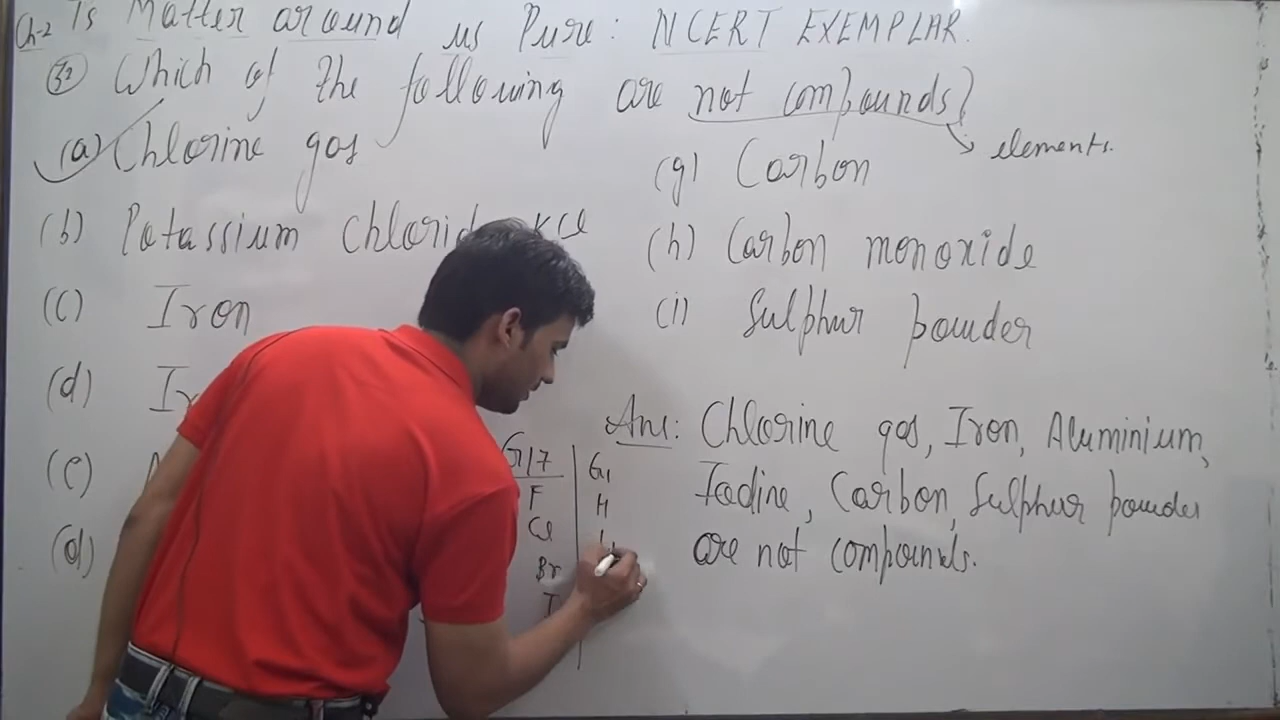 Ch-2 Is Matter around us Pure: NCERT EXEMPLAR.
32 Which of the following are not compounds?
elements.
(a) Chlorine gas
(b) Potassium Chlorid KCl
(c) Iron
(d) Ir
(e) A
(d)
(g) Carbon
(h) Carbon monoxide
(i) Sulphur powder
G17
F
Cl
Br
I
G1
H
Li
Ans: Chlorine gas, Iron, Aluminium,
Iodine, Carbon, Sulphur powder
are not compounds.